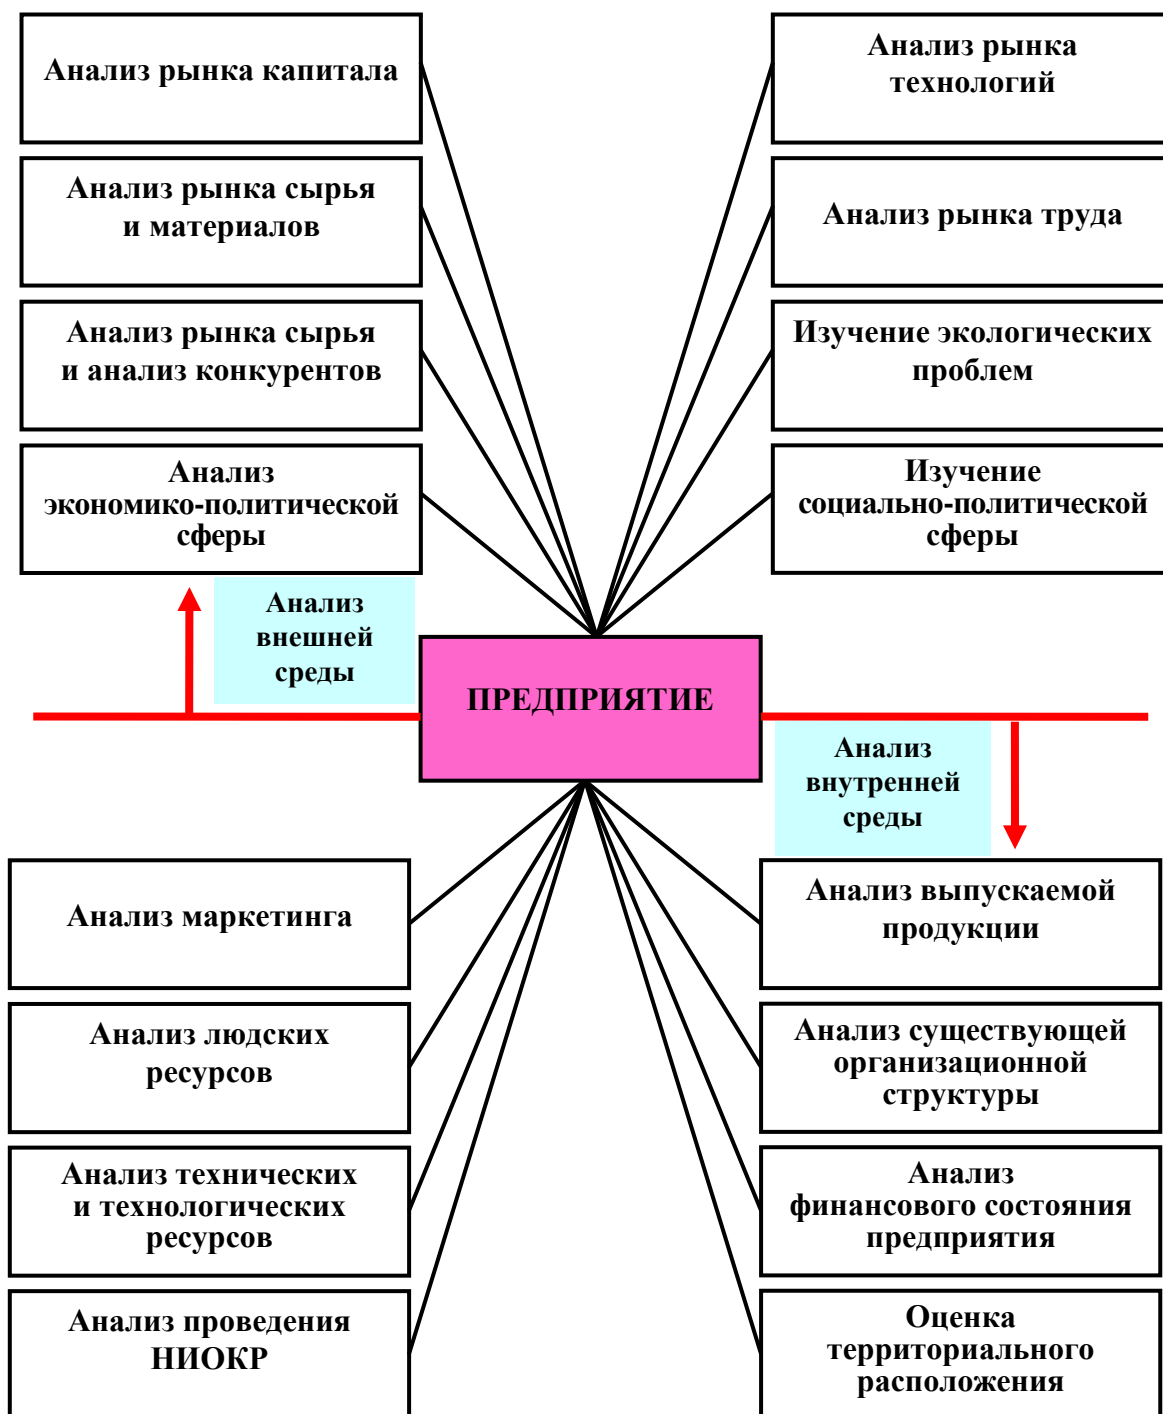 Анализ рынка капитала
Анализ рынка
технологий
Анализ рынка сырья
и материалов
Анализ рынка труда
Анализ рынка сырья
и анализ конкурентов
Изучение экологических
проблем
Анализ
экономико-политической
сферы
Изучение
социально-политической
сферы
Анализ
внешней
среды
ПРЕДПРИЯТИЕ
Анализ
внутренней
среды
Анализ маркетинга
Анализ выпускаемой
продукции
Анализ людских
ресурсов
Анализ существующей
организационной
структуры
Анализ технических
и технологических
ресурсов
Анализ
финансового состояния
предприятия
Анализ проведения
НИОКР
Оценка
территориального
расположения